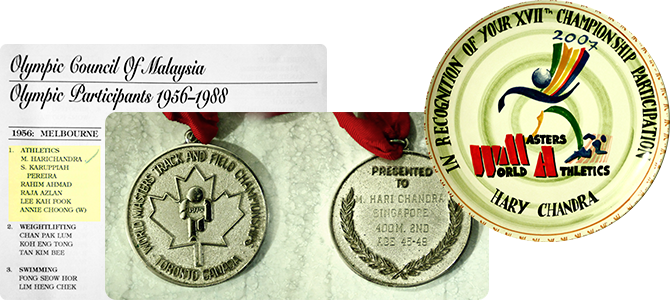 Olympic Council Of Malaysia
Olympic Participants 1956-1988
1956: MELBOURNE
1. ATHLETICS
M. HARICHANDRA
S. KARUPPIAH
PEREIRA
RAHIM AHMAD
RAJA AZLAN
LEE KAH FOOK
ANNIE CHOONG (W)
2. WEIGHTLIFTING
CHAN PAK LUM
KOH ENG TONG
TAN KIM BEE
3. SWIMMING
FONG SEOW HOR
LIM HENG CHEK
WORLD MASTERS TRACK AND FIELD CHAMPIONSHIPS
1975
TORONTO CANADA
PRESENTED
TO
M. HARI CHANDRA
SINGAPORE
400M. 2ND
AGE 45-49
IN RECOGNITION OF YOUR XVIITH CHAMPIONSHIP PARTICIPATION
2007
WORLD MASTERS
ATHLETICS
HARY CHANDRA